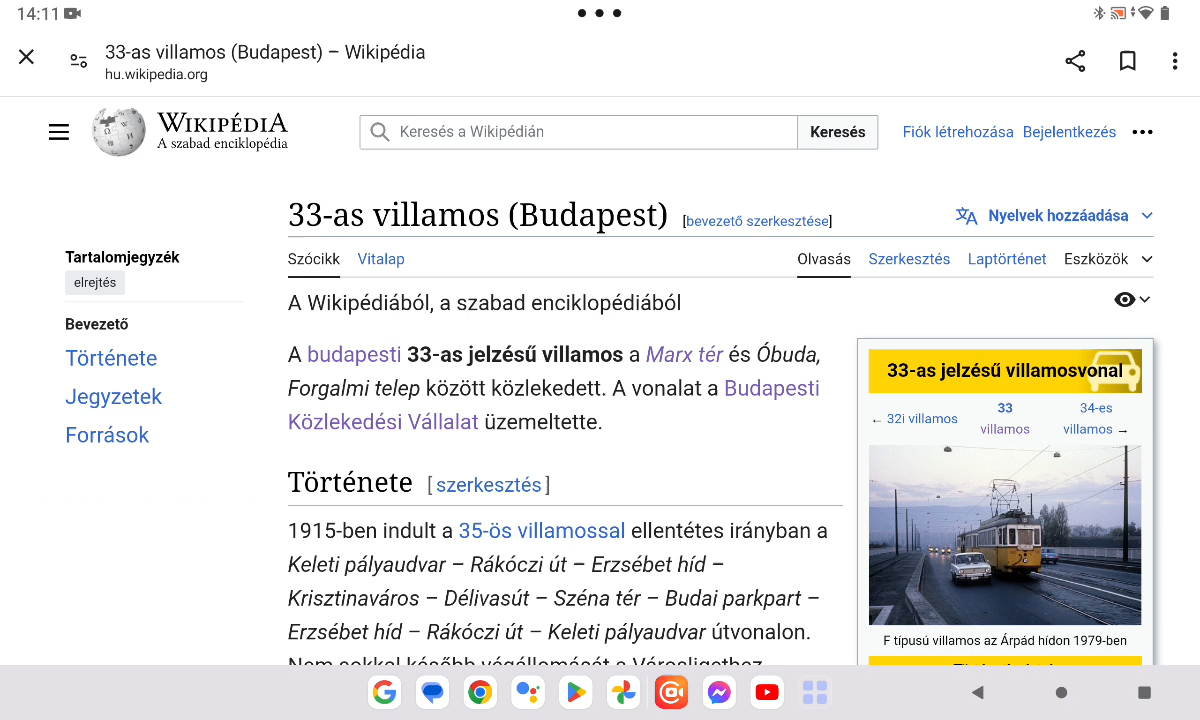 14:11
33-as villamos (Budapest) – Wikipédia
hu.wikipedia.org
WIKIPÉDIA
A szabad enciklopédia
Keresés a Wikipédián
Keresés
Fiók létrehozása Bejelentkezés
33-as villamos (Budapest) [bevezető szerkesztése]
Nyelvek hozzáadása
Tartalomjegyzék
elrejtés
Bevezető
Története
Jegyzetek
Források
Szócikk Vitalap
Olvasás Szerkesztés Laptörténet Eszközök
A Wikipédiából, a szabad enciklopédiából
A budapesti 33-as jelzésű villamos a Marx tér és Óbuda,
Forgalmi telep között közlekedett. A vonalat a Budapesti
Közlekedési Vállalat üzemeltette.
Története [szerkesztés]
1915-ben indult a 35-ös villamossal ellentétes irányban a
Keleti pályaudvar – Rákóczi út – Erzsébet híd –
Krisztinaváros – Délivasút – Széna tér – Budai parkpart –
Erzsébet híd – Rákóczi út – Keleti pályaudvar útvonalon.
Nem sokkal később végállomását a Városligethez
33-as jelzésű villamosvonal
← 32i villamos
33
villamos
34-es
villamos →
F típusú villamos az Árpád hídon 1979-ben